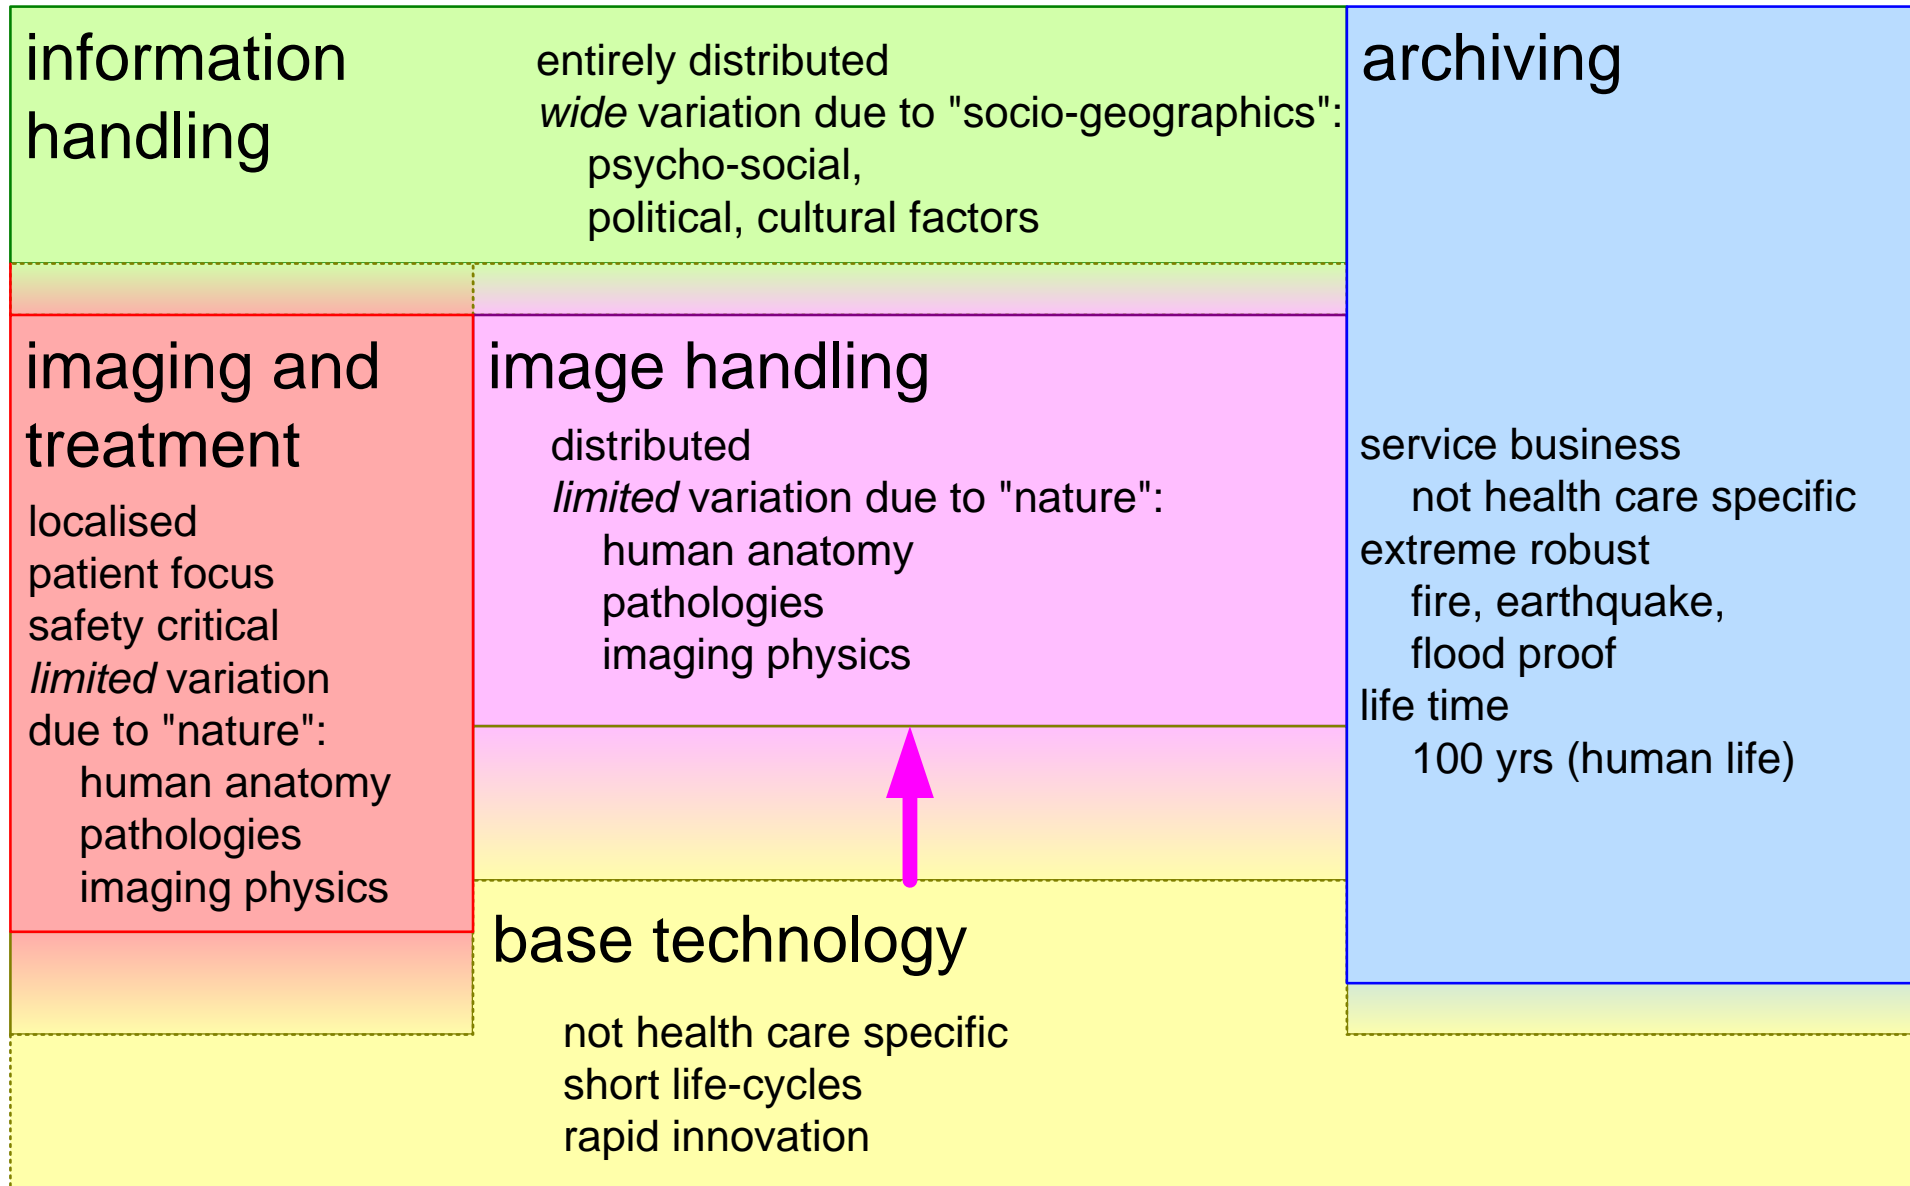 information
handling
entirely distributed
wide variation due to "socio-geographics":
psycho-social,
political, cultural factors
archiving
service business
not health care specific
extreme robust
fire, earthquake,
flood proof
life time
100 yrs (human life)
imaging and
treatment
localised
patient focus
safety critical
limited variation
due to "nature":
human anatomy
pathologies
imaging physics
image handling
distributed
limited variation due to "nature":
human anatomy
pathologies
imaging physics
base technology
not health care specific
short life-cycles
rapid innovation